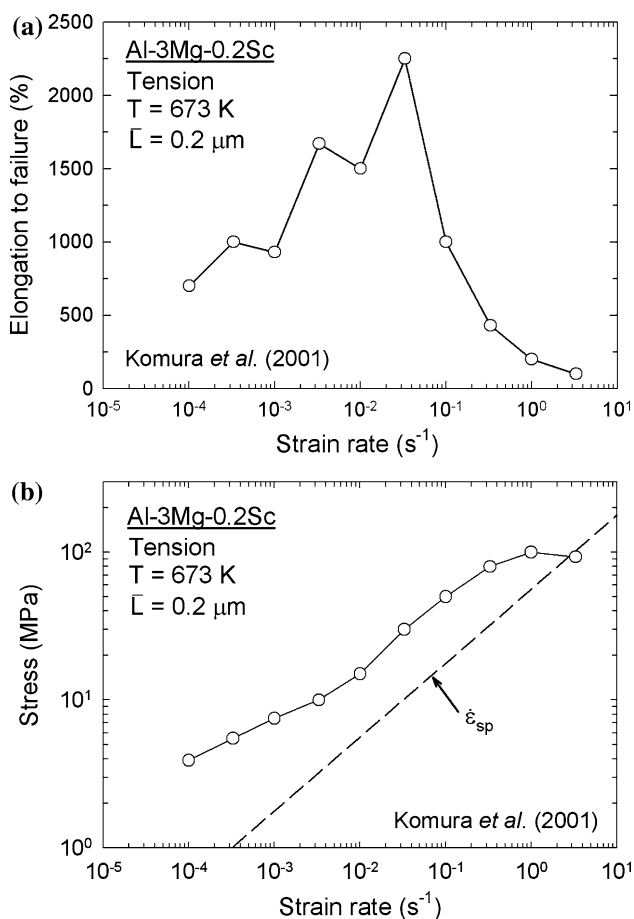 (a)
2500
2250
2000
1500
1000
500
0
Elongation to failure (%)
Al-3Mg-0.2Sc
Tension
T = 673 K
L̄ = 0.2 μm
Komura et al. (2001)
10⁻⁵ 10⁻⁴ 10⁻³ 10⁻² 10⁻¹ 10⁰ 10¹
Strain rate (s⁻¹)
(b)
10²
10¹
10⁰
Stress (MPa)
Al-3Mg-0.2Sc
Tension
T = 673 K
L̄ = 0.2 μm
ε̇sp
Komura et al. (2001)
10⁻⁵ 10⁻⁴ 10⁻³ 10⁻² 10⁻¹ 10⁰ 10¹
Strain rate (s⁻¹)